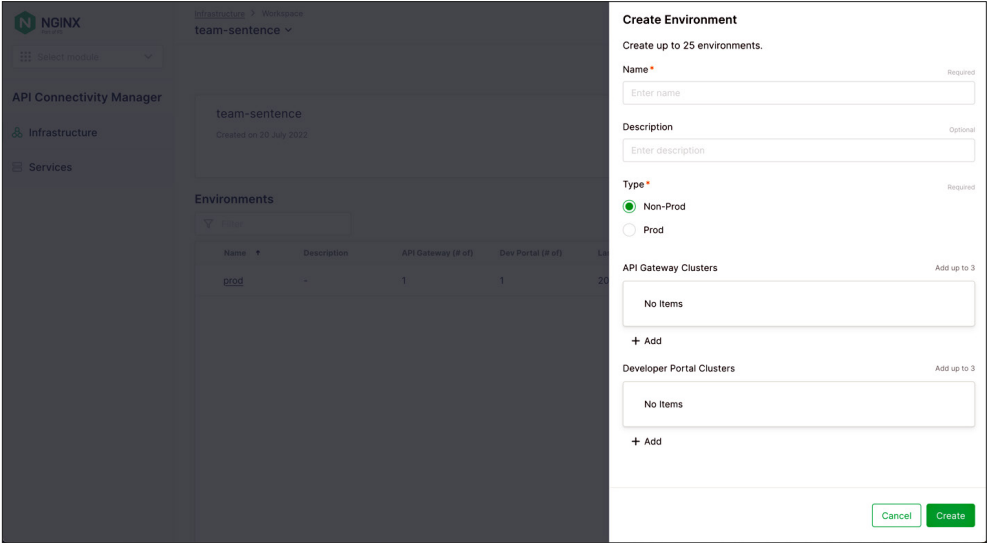 NGINX
Select module
API Connectivity Manager
Infrastructure
Services
Infrastructure > Workspace
team-sentence
team-sentence
Created on 20 July 2022
Environments
Filter
Name Description API Gateway (# of) Dev Portal (# of)
prod - 1 1 20
Create Environment
Create up to 25 environments.
Name * Required
Enter name
Description Optional
Enter description
Type * Required
Non-Prod
Prod
API Gateway Clusters Add up to 3
No Items
+ Add
Developer Portal Clusters Add up to 3
No Items
+ Add
Cancel Create